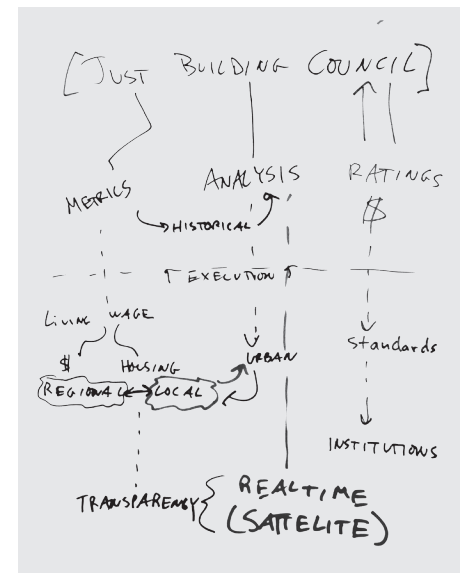 [JUST BUILDING COUNCIL]
METRICS
ANALYSIS
RATINGS
HISTORICAL
$
EXECUTION
Living WAGE
$
HOUSING
URBAN
Standards
REGIONAL
LOCAL
INSTITUTIONS
TRANSPARENCY
REALTIME
(SATTELITE)